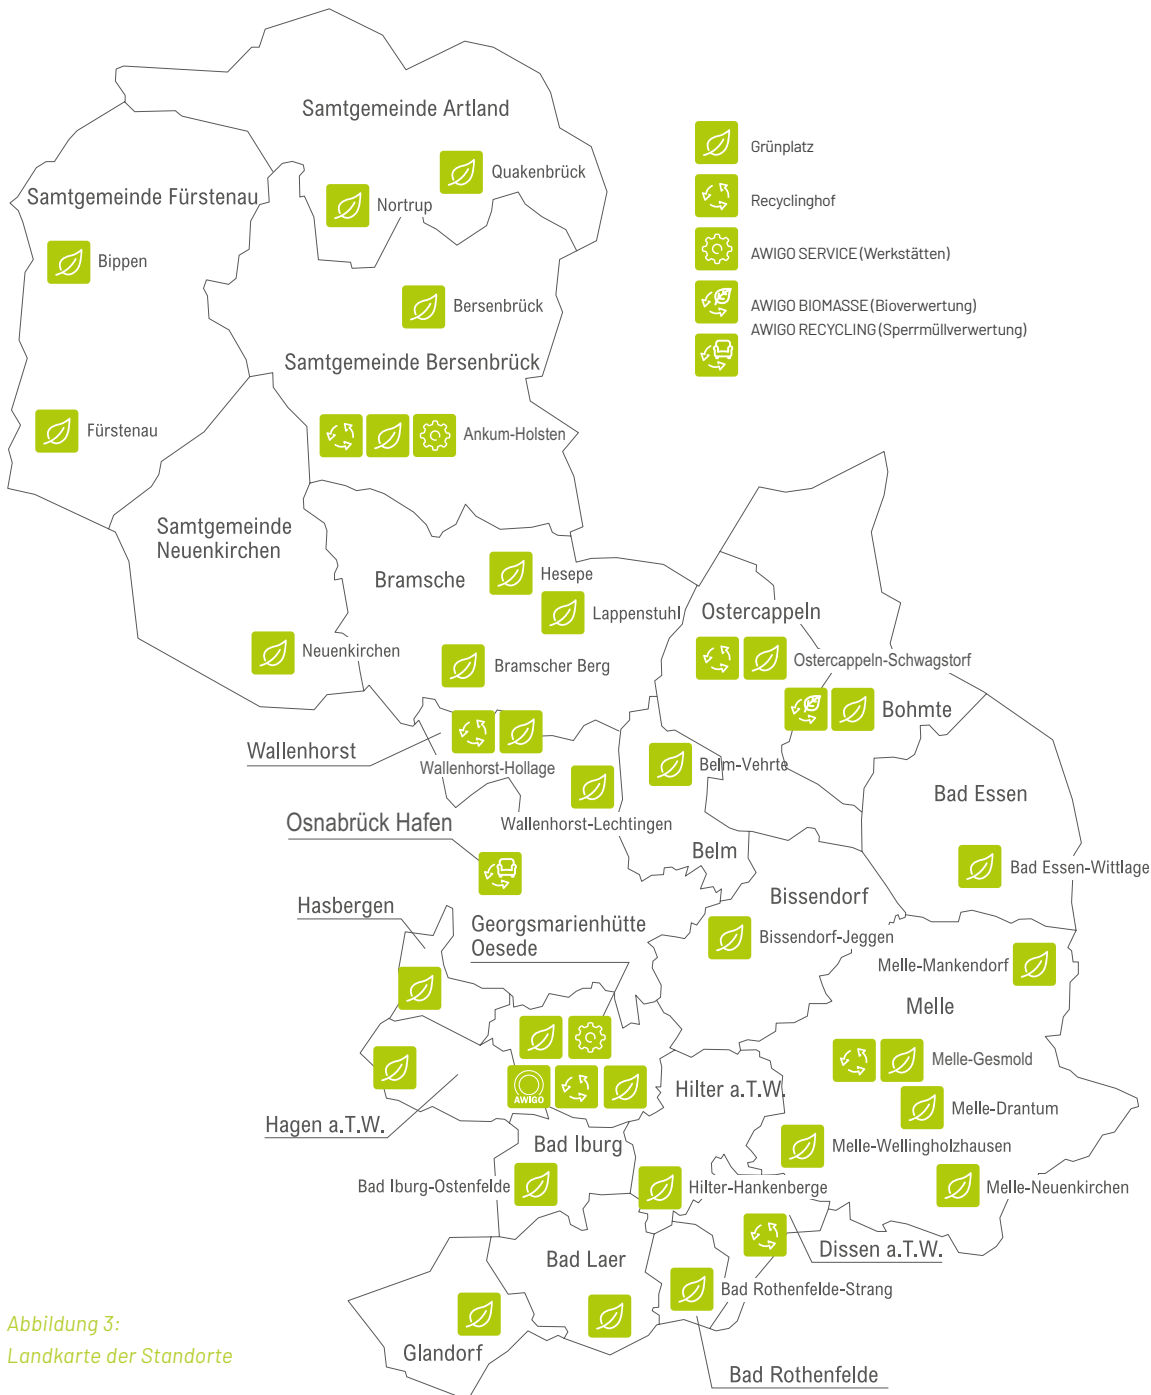 Samtgemeinde Artland
Quakenbrück
Nortrup
Samtgemeinde Fürstenau
Bippen
Bersenbrück
Samtgemeinde Bersenbrück
Fürstenau
Ankum-Holsten
Grünplatz
Recyclinghof
AWIGO SERVICE (Werkstätten)
AWIGO BIOMASSE (Bioverwertung)
AWIGO RECYCLING (Sperrmüllverwertung)
Samtgemeinde
Neuenkirchen
Bramsche
Hesepe
Lappenstuhl
Ostercappeln
Neuenkirchen
Bramscher Berg
Ostercappeln-Schwagstorf
Bohmte
Wallenhorst
Wallenhorst-Hollage
Belm-Vehrte
Bad Essen
Osnabrück Hafen
Wallenhorst-Lechtingen
Belm
Bad Essen-Wittlage
Bissendorf
Hasbergen
Georgsmarienhütte
Oesede
Bissendorf-Jeggen
Melle-Mankendorf
Melle
Melle-Gesmold
AWIGO
Hilter a.T.W.
Melle-Drantum
Hagen a.T.W.
Bad Iburg
Melle-Wellingholzhausen
Bad Iburg-Ostenfelde
Hilter-Hankenberge
Melle-Neuenkirchen
Dissen a.T.W.
Bad Laer
Bad Rothenfelde-Strang
Glandorf
Bad Rothenfelde
Abbildung 3:
Landkarte der Standorte